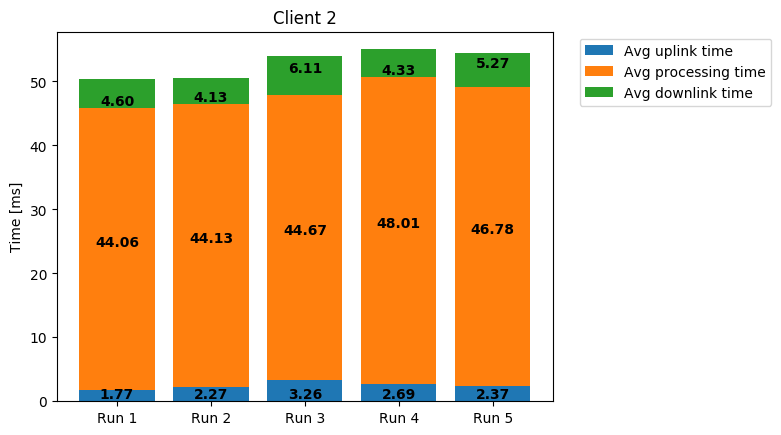 Client 2
Avg uplink time
Avg processing time
Avg downlink time
Time [ms]
50
40
30
20
10
0
4.60
4.13
6.11
4.33
5.27
44.06
44.13
44.67
48.01
46.78
1.77
2.27
3.26
2.69
2.37
Run 1
Run 2
Run 3
Run 4
Run 5